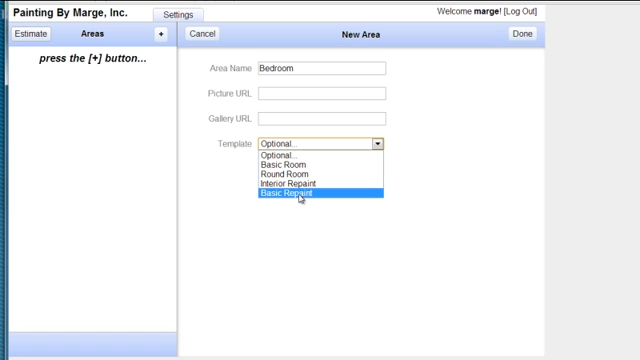 Painting By Marge, Inc.
Settings
Welcome marge! [Log Out]
Estimate
Areas
+
Cancel
New Area
Done
press the [+] button...
Area Name
Bedroom
Picture URL
Gallery URL
Template
Optional...
Optional...
Basic Room
Round Room
Interior Repaint
Basic Repaint